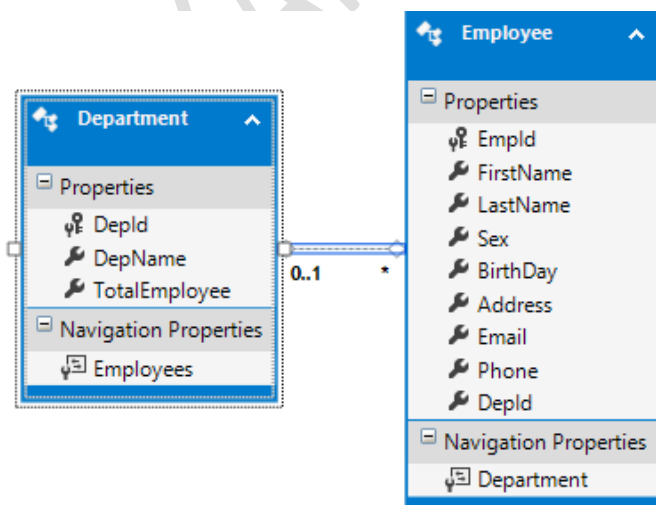 Department
Properties
DepId
DepName
TotalEmployee
Navigation Properties
Employees
0..1
*
Employee
Properties
EmpId
FirstName
LastName
Sex
BirthDay
Address
Email
Phone
DepId
Navigation Properties
Department